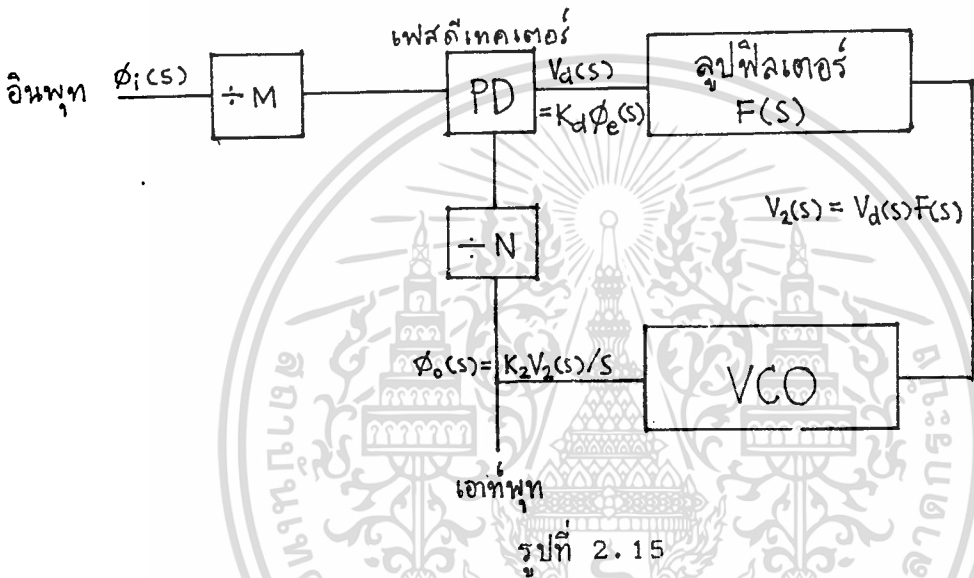 เฟสดีเทคเตอร์
อินพุท φi(s)
÷ M
PD
Vd(s)
=Kdφe(s)
ลูปฟิลเตอร์
F(s)
V2(s) = Vd(s)F(s)
÷ N
φo(s)= K2V2(s)/s
VCO
เอาท์พุท
รูปที่ 2.15